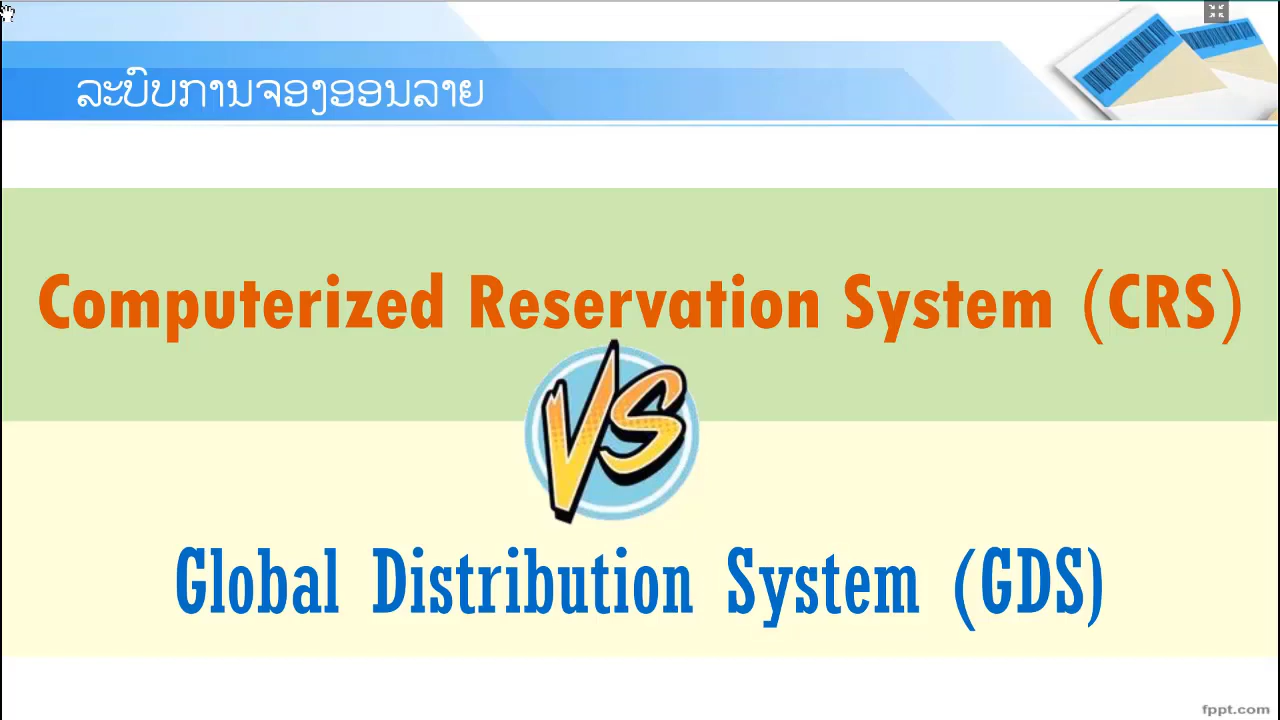 ລະບົບການຈອງອອນລາຍ
Computerized Reservation System (CRS)
VS
Global Distribution System (GDS)
fppt.com